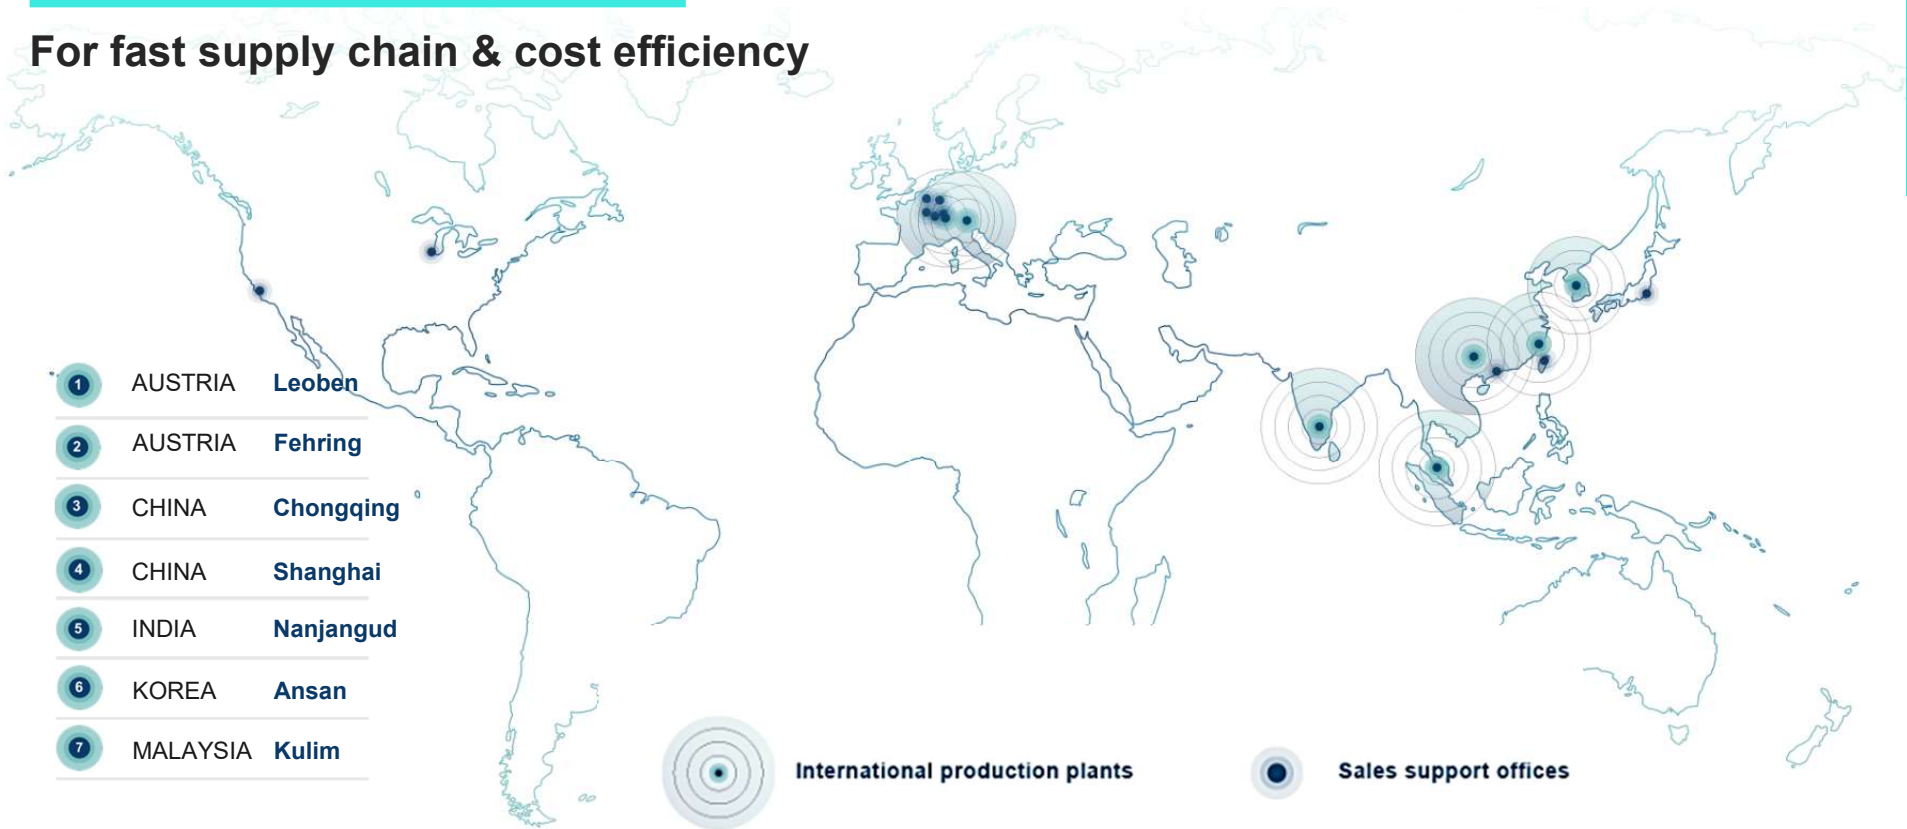 For fast supply chain & cost efficiency
1 AUSTRIA Leoben
2 AUSTRIA Fehring
3 CHINA Chongqing
4 CHINA Shanghai
5 INDIA Nanjangud
6 KOREA Ansan
7 MALAYSIA Kulim
International production plants
Sales support offices